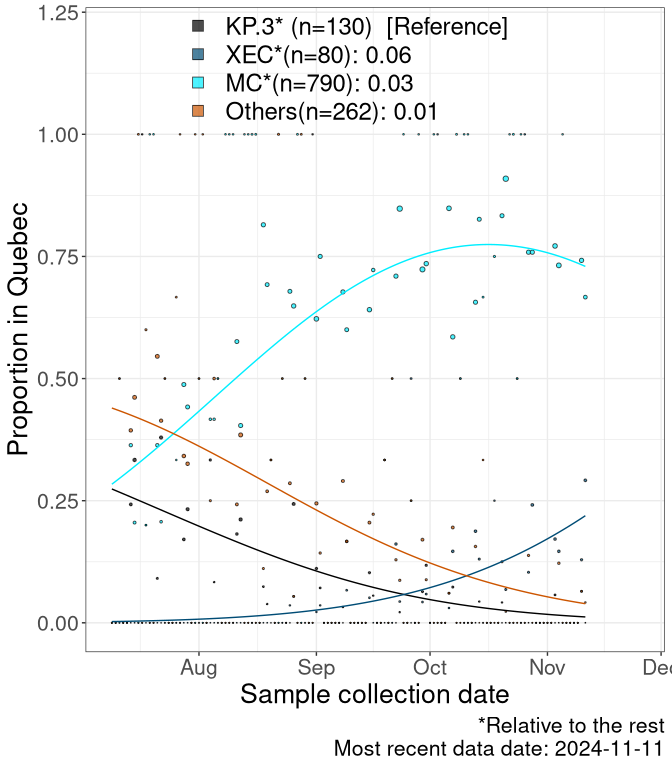 1.25
KP.3* (n=130)  [Reference]
XEC*(n=80): 0.06
MC*(n=790): 0.03
Others(n=262): 0.01
1.00
0.75
0.50
0.25
0.00
Proportion in Quebec
Aug Sep Oct Nov Dec
Sample collection date
*Relative to the rest
Most recent data date: 2024-11-11